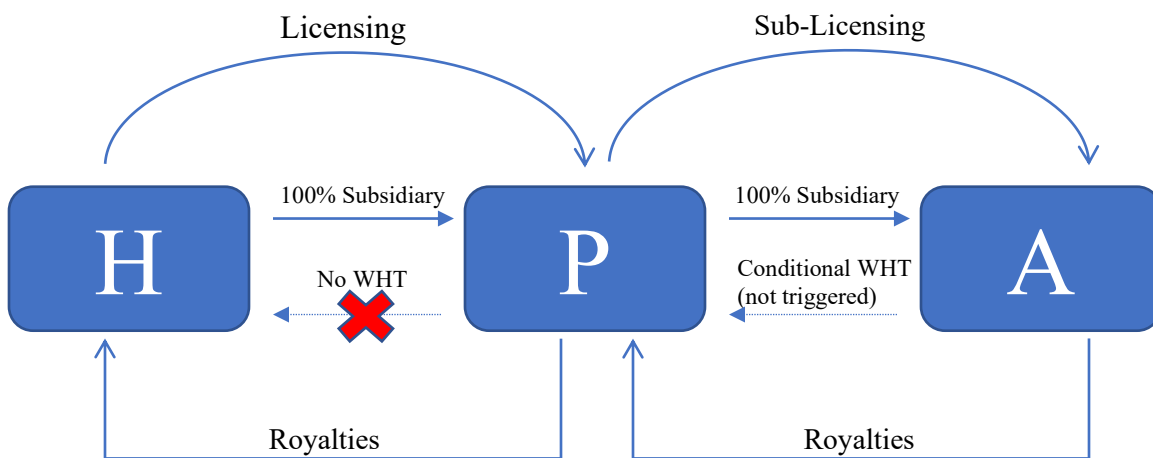 Licensing
Sub-Licensing
100% Subsidiary
100% Subsidiary
H
P
A
No WHT
Conditional WHT
(not triggered)
Royalties
Royalties